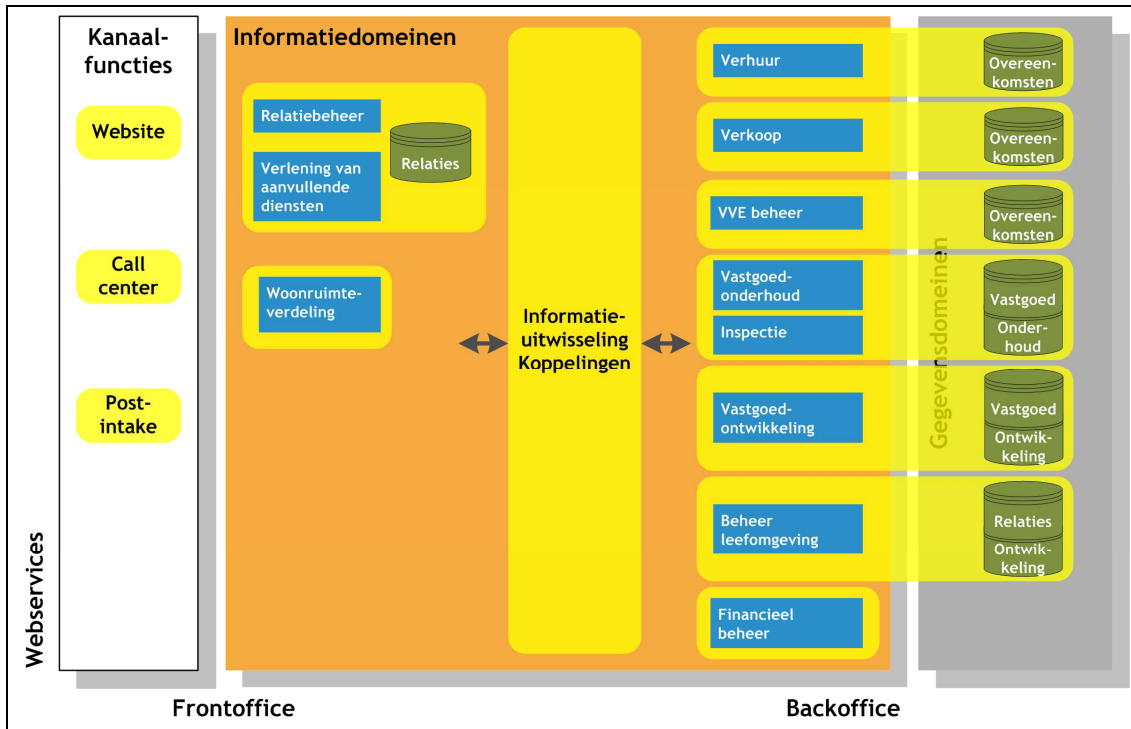 Kanaal-
functies
Website
Call
center
Post-
intake
Webservices
Informatiedomeinen
Relatiebeheer
Verlening van
aanvullende
diensten
Relaties
Woonruimte-
verdeling
Informatie-
uitwisseling
Koppelingen
Verhuur
Verkoop
VVE beheer
Vastgoed-
onderhoud
Inspectie
Vastgoed-
ontwikkeling
Beheer
leefomgeving
Financieel
beheer
Gegevensdomeinen
Overeen-
komsten
Overeen-
komsten
Overeen-
komsten
Vastgoed
Onder-
houd
Vastgoed
Ontwik-
keling
Relaties
Ontwik-
keling
Frontoffice
Backoffice